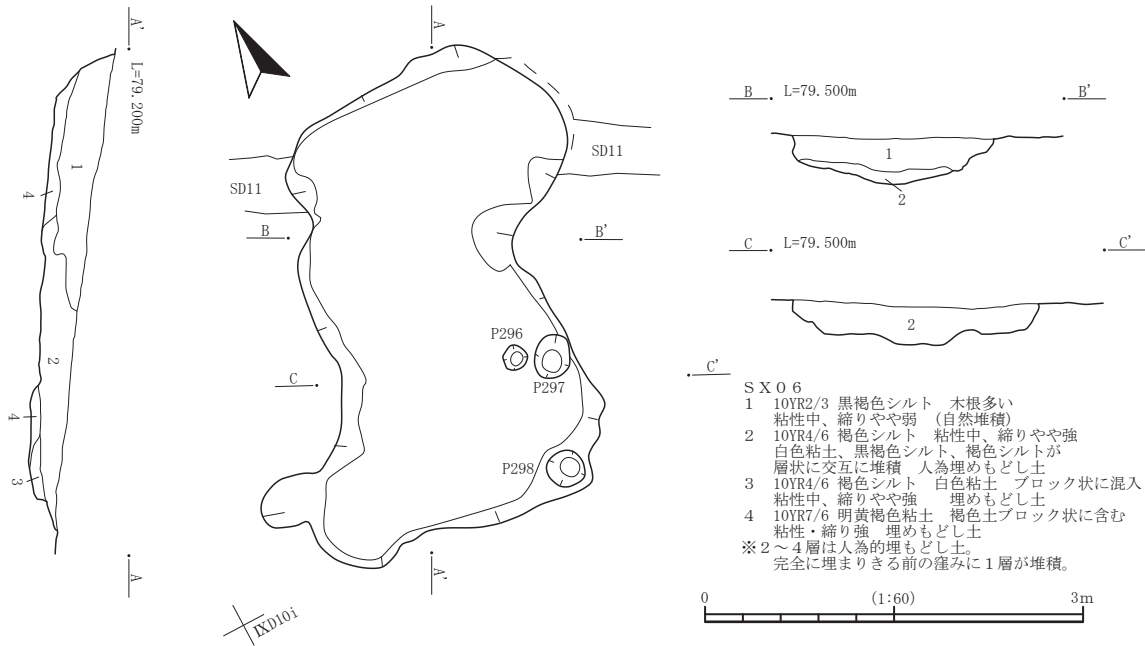 A'
L=79.200m
1
4
2
4
3
A
A
SD11
SD11
B
B'
P296
P297
C
C'
P298
A'
ⅨD10i
B
L=79.500m
B'
1
2
C
L=79.500m
C'
2
ＳＸ０６
1 10YR2/3 黒褐色シルト 木根多い
粘性中、締りやや弱 （自然堆積）
2 10YR4/6 褐色シルト 粘性中、締りやや強
白色粘土、黒褐色シルト、褐色シルトが
層状に交互に堆積 人為埋めもどし土
3 10YR4/6 褐色シルト 白色粘土 ブロック状に混入
粘性中、締りやや強 埋めもどし土
4 10YR7/6 明黄褐色粘土 褐色土ブロック状に含む
粘性・締り強 埋めもどし土
※２～４層は人為的埋もどし土。
完全に埋まりきる前の窪みに１層が堆積。
0 (1:60) 3m